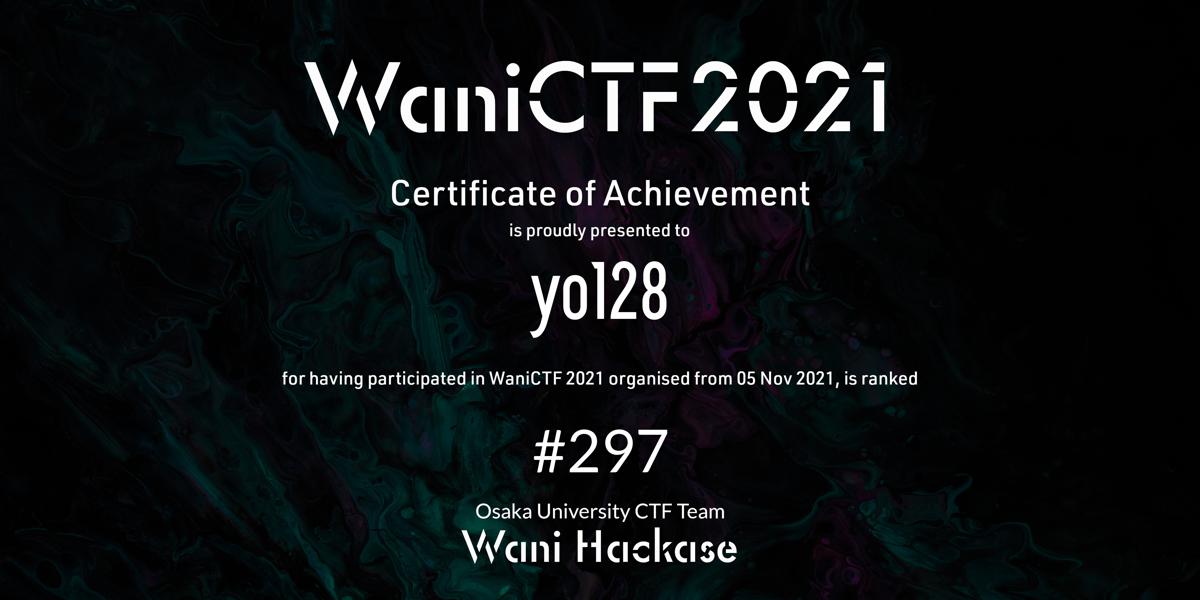 WaniCTF2021
Certificate of Achievement
is proudly presented to
yo128
for having participated in WaniCTF 2021 organised from 05 Nov 2021, is ranked
#297
Osaka University CTF Team
Wani Hackase